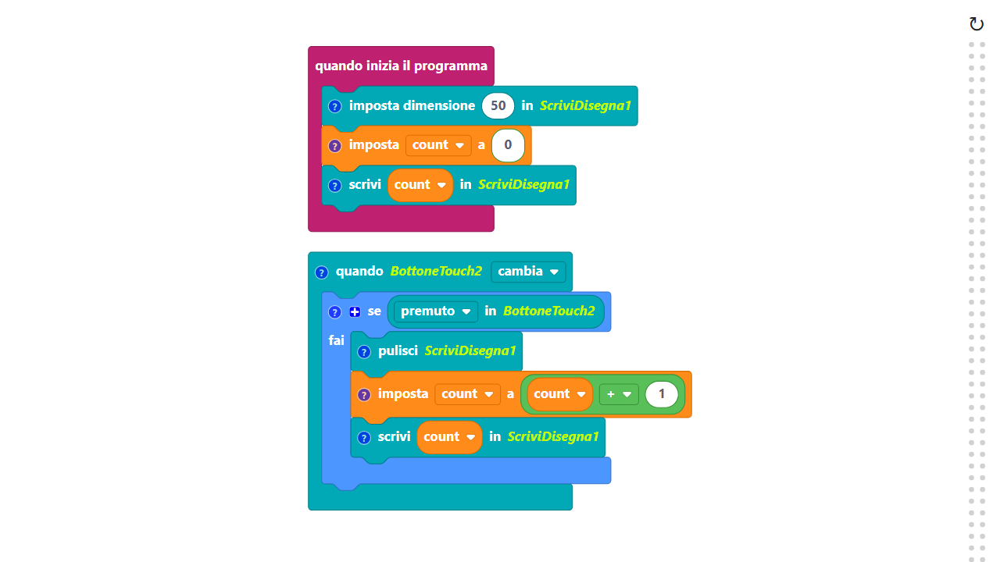 quando inizia il programma
? imposta dimensione 50 in ScriviDisegna1
? imposta count a 0
? scrivi count in ScriviDisegna1
? quando BottoneTouch2 cambia
? + se premuto in BottoneTouch2
fai
? pulisci ScriviDisegna1
? imposta count a count + 1
? scrivi count in ScriviDisegna1